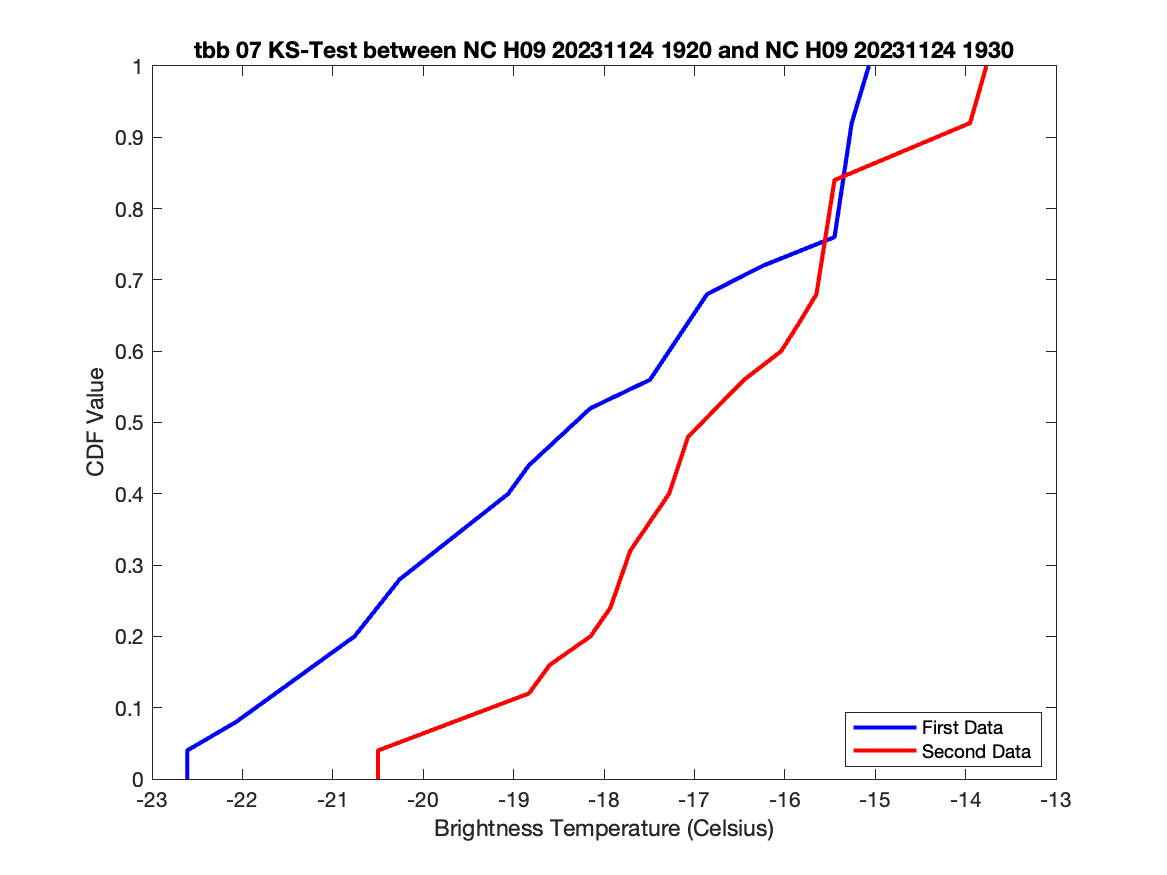 tbb 07 KS-Test between NC H09 20231124 1920 and NC H09 20231124 1930
1
0.9
0.8
0.7
0.6
0.5
0.4
0.3
0.2
0.1
0
CDF Value
First Data
Second Data
-23 -22 -21 -20 -19 -18 -17 -16 -15 -14 -13
Brightness Temperature (Celsius)